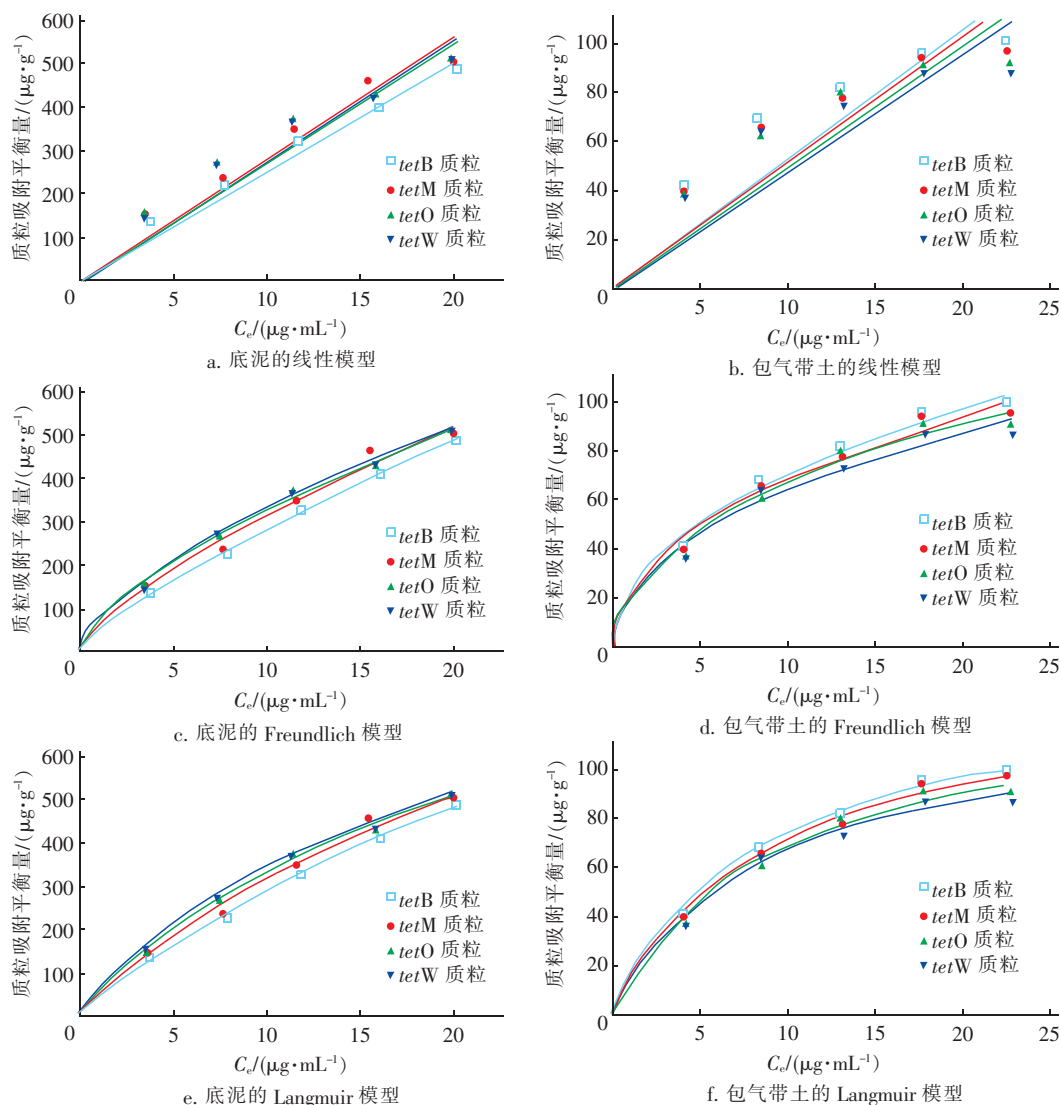 质粒吸附平衡量/(μg·g⁻¹)
600
500
400
300
200
100
0
5
10
15
20
tetB 质粒
tetM 质粒
tetO 质粒
tetW 质粒
Cₑ/(μg·mL⁻¹)
a. 底泥的线性模型
质粒吸附平衡量/(μg·g⁻¹)
100
80
60
40
20
0
5
10
15
20
25
tetB 质粒
tetM 质粒
tetO 质粒
tetW 质粒
Cₑ/(μg·mL⁻¹)
b. 包气带土的线性模型
质粒吸附平衡量/(μg·g⁻¹)
600
500
400
300
200
100
0
5
10
15
20
tetB 质粒
tetM 质粒
tetO 质粒
tetW 质粒
Cₑ/(μg·mL⁻¹)
c. 底泥的 Freundlich 模型
质粒吸附平衡量/(μg·g⁻¹)
100
80
60
40
20
0
5
10
15
20
25
tetB 质粒
tetM 质粒
tetO 质粒
tetW 质粒
Cₑ/(μg·mL⁻¹)
d. 包气带土的 Freundlich 模型
质粒吸附平衡量/(μg·g⁻¹)
600
500
400
300
200
100
0
5
10
15
20
tetB 质粒
tetM 质粒
tetO 质粒
tetW 质粒
Cₑ/(μg·mL⁻¹)
e. 底泥的 Langmuir 模型
质粒吸附平衡量/(μg·g⁻¹)
100
80
60
40
20
0
5
10
15
20
25
tetB 质粒
tetM 质粒
tetO 质粒
tetW 质粒
Cₑ/(μg·mL⁻¹)
f. 包气带土的 Langmuir 模型